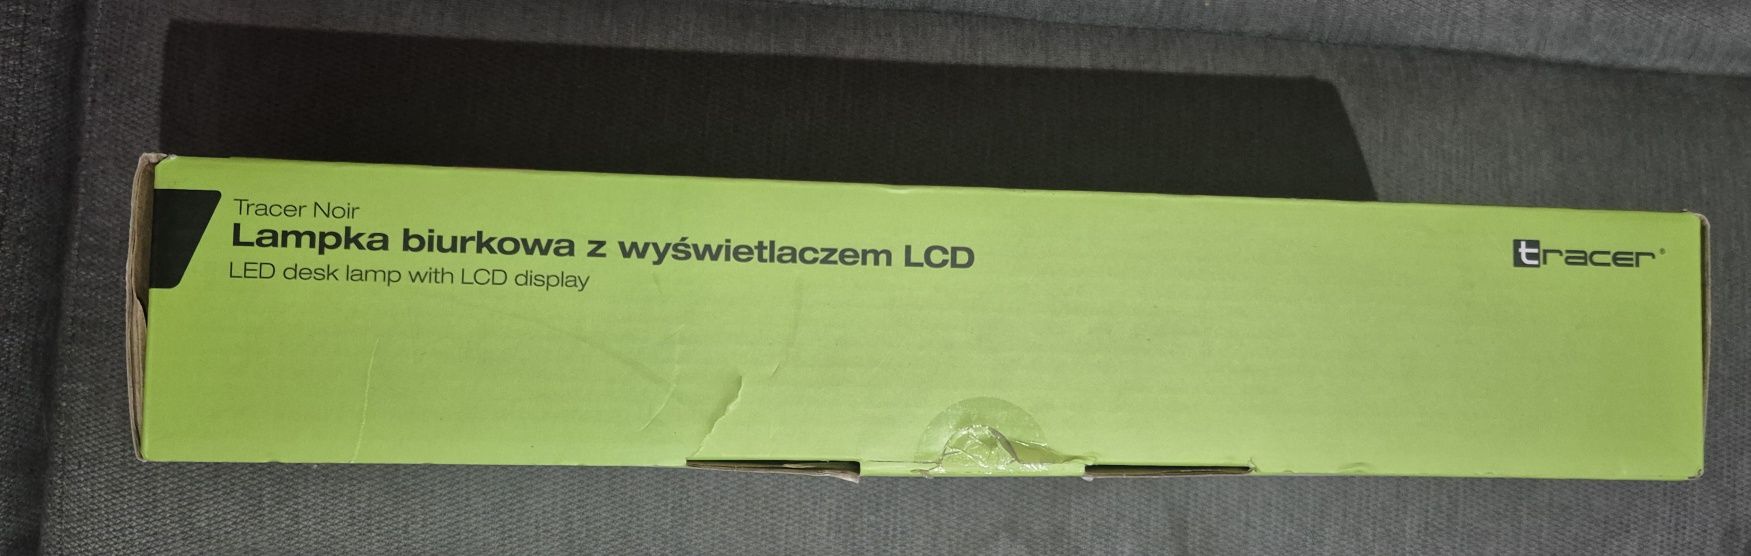 Tracer Noir
Lampka biurkowa z wyświetlaczem LCD
LED desk lamp with LCD display
tracer®